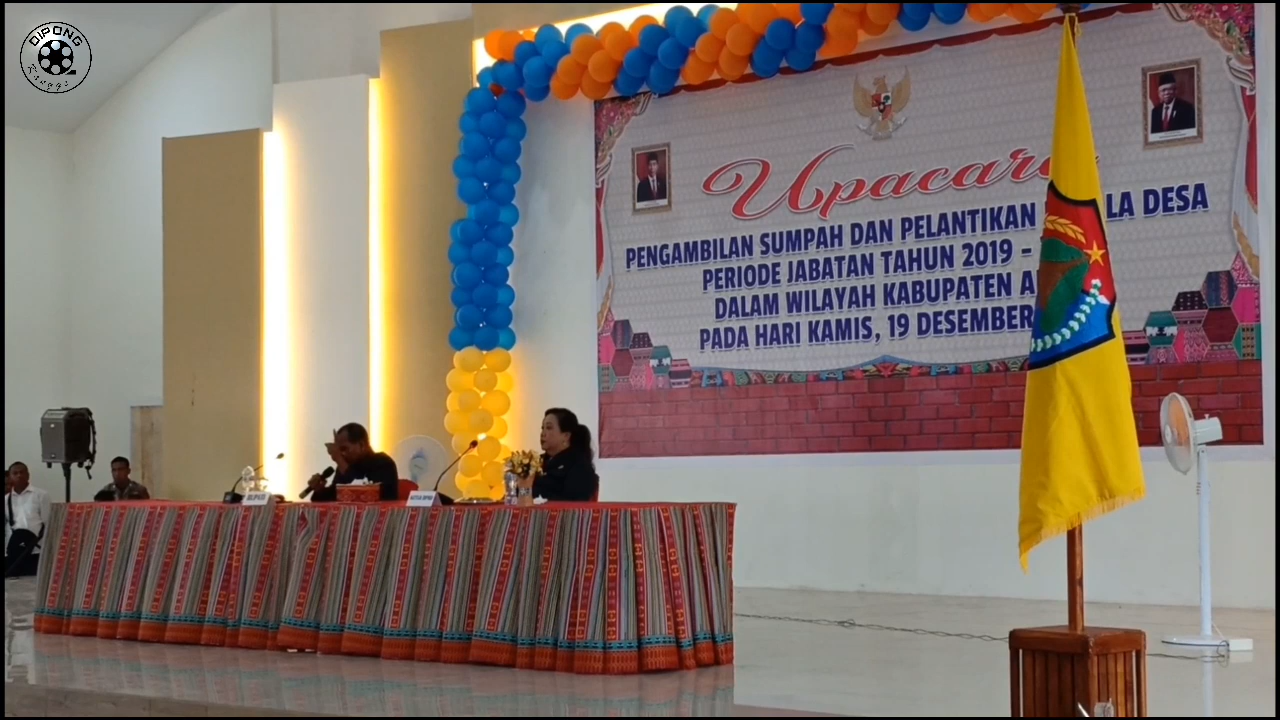 DIPONG
Upacara
PENGAMBILAN SUMPAH DAN PELANTIKAN LA DESA
PERIODE JABATAN TAHUN 2019 -
DALAM WILAYAH KABUPATEN A
PADA HARI KAMIS, 19 DESEMBER
BUPATI